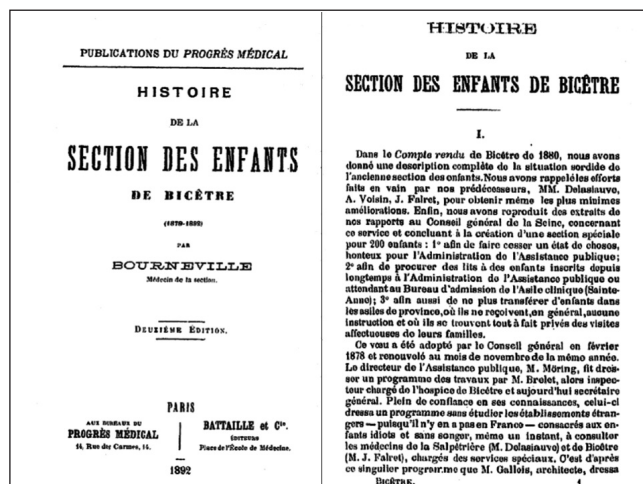 PUBLICATIONS DU PROGRÈS MÉDICAL
HISTOIRE
DE LA
SECTION DES ENFANTS
DE BICÊTRE
PAR
BOURNEVILLE
Médecin de la section.
DEUXIÈME ÉDITION.
PARIS
AUX BUREAUX DU
PROGRÈS MÉDICAL
14, Rue des Carmes, 14.
BATAILLE et Cie.
ÉDITEURS
Place de l'École de Médecine.
1892
HISTOIRE
DE LA
SECTION DES ENFANTS DE BICÊTRE
I.
Dans le Compte rendu de Bicêtre de 1880, nous avons
donné une description complète de la situation sordide de
l'ancienne section des enfants. Nous avons rappelé les efforts
faits en vain par nos prédécesseurs, MM. Delasiauve,
A. Voisin, J. Falret, pour obtenir même les plus minimes
améliorations. Enfin, nous avons reproduit des extraits de
nos rapports au Conseil général de la Seine, concernant
ce service et concluant à la création d'une section spéciale
pour 200 enfants : 1° afin de faire cesser un état de choses,
honteux pour l'Administration de l'Assistance publique;
2° afin de procurer des lits à des enfants inscrits depuis
longtemps à l'Administration de l'Assistance publique ou
attendant au Bureau d'admission de l'Asile clinique (Sainte-
Anne); 3° afin aussi de ne plus transférer d'enfants dans
les asiles de province, où ils ne reçoivent, en général, aucune
instruction et où ils se trouvent tout à fait privés des visites
affectueuses de leurs familles.
Ce vœu a été adopté par le Conseil général en février
1878 et renouvelé au mois de novembre de la même année.
Le directeur de l'Assistance publique, M. Möring, fit dres-
ser un programme des travaux par M. Brelet, alors inspec-
teur chargé de l'hospice de Bicêtre et aujourd'hui secrétaire
général. Plein de confiance en ses connaissances, celui-ci
dressa un programme sans étudier les établissements étran-
gers — puisqu'il n'y en a pas en France — consacrés aux en-
fants idiots et sans songer, même un instant, à consulter
les médecins de la Salpêtrière (M. Delasiauve) et de Bicêtre
(M. J. Falret), chargés des services spéciaux. C'est d'après
ce singulier programme que M. Gallois, architecte, dressa
BICÊTRE.